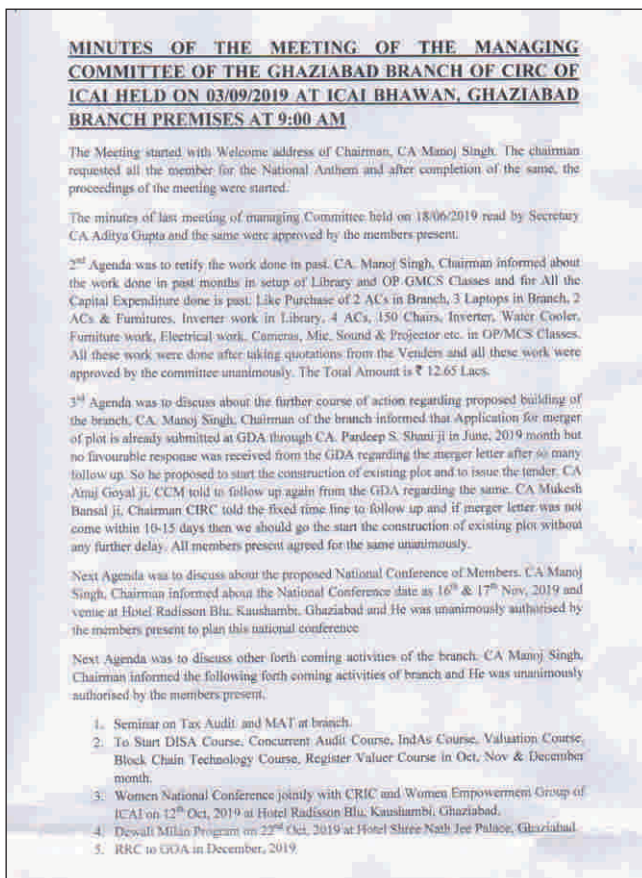 MINUTES OF THE MEETING OF THE MANAGING
COMMITTEE OF THE GHAZIABAD BRANCH OF CIRC OF
ICAI HELD ON 03/09/2019 AT ICAI BHAWAN, GHAZIABAD
BRANCH PREMISES AT 9:00 AM
The Meeting started with Welcome address of Chairman, CA Manoj Singh. The chairman
requested all the member for the National Anthem and after completion of the same, the
proceedings of the meeting were started.
The minutes of last meeting of managing Committee held on 18/06/2019 read by Secretary
CA Aditya Gupta and the same were approved by the members present.
2nd Agenda was to retify the work done in past. CA. Manoj Singh, Chairman informed about
the work done in past months in setup of Library and OP GMCS Classes and for All the
Capital Expenditure done is past. Like Purchase of 2 ACs in Branch, 3 Laptops in Branch, 2
ACs & Furnitures, Inverter work in Library, 4 ACs, 150 Chairs, Inverter, Water Cooler,
Furniture work, Electrical work, Cameras, Mic, Sound & Projector etc. in OP/MCS Classes.
All these work were done after taking quotations from the Venders and all these work were
approved by the committee unanimously. The Total Amount is ₹ 12.65 Lacs.
3rd Agenda was to discuss about the further course of action regarding proposed building of
the branch, CA. Manoj Singh, Chairman of the branch informed that Application for merger
of plot is already submitted at GDA through CA. Pardeep S. Shani ji in June, 2019 month but
no favourable response was received from the GDA regarding the merger letter after so many
follow up. So he proposed to start the construction of existing plot and to issue the tender. CA
Anuj Goyal ji, CCM told to follow up again from the GDA regarding the same. CA Mukesh
Bansal ji, Chairman CIRC told the fixed time line to follow up and if merger letter was not
come within 10-15 days then we should go the start the construction of existing plot without
any further delay. All members present agreed for the same unanimously.
Next Agenda was to discuss about the proposed National Conference of Members. CA Manoj
Singh, Chairman informed about the National Conference date as 16th & 17th Nov, 2019 and
venue at Hotel Radisson Blu, Kaushambi, Ghaziabad and He was unanimously authorised by
the members present to plan this national conference
Next Agenda was to discuss other forth coming activities of the branch. CA Manoj Singh,
Chairman informed the following forth coming activities of branch and He was unanimously
authorised by the members present.
1. Seminar on Tax Audit and MAT at branch.
2. To Start DISA Course, Concurrent Audit Course, IndAs Course, Valuation Course,
Block Chain Technology Course, Register Valuer Course in Oct, Nov & December
month.
3. Women National Conference jointly with CRIC and Women Empowerment Group of
ICAI on 12th Oct, 2019 at Hotel Radisson Blu, Kaushambi, Ghaziabad.
4. Dewali Milan Program on 22nd Oct, 2019 at Hotel Shree Nath Jee Palace, Ghaziabad
5. RRC to GOA in December, 2019